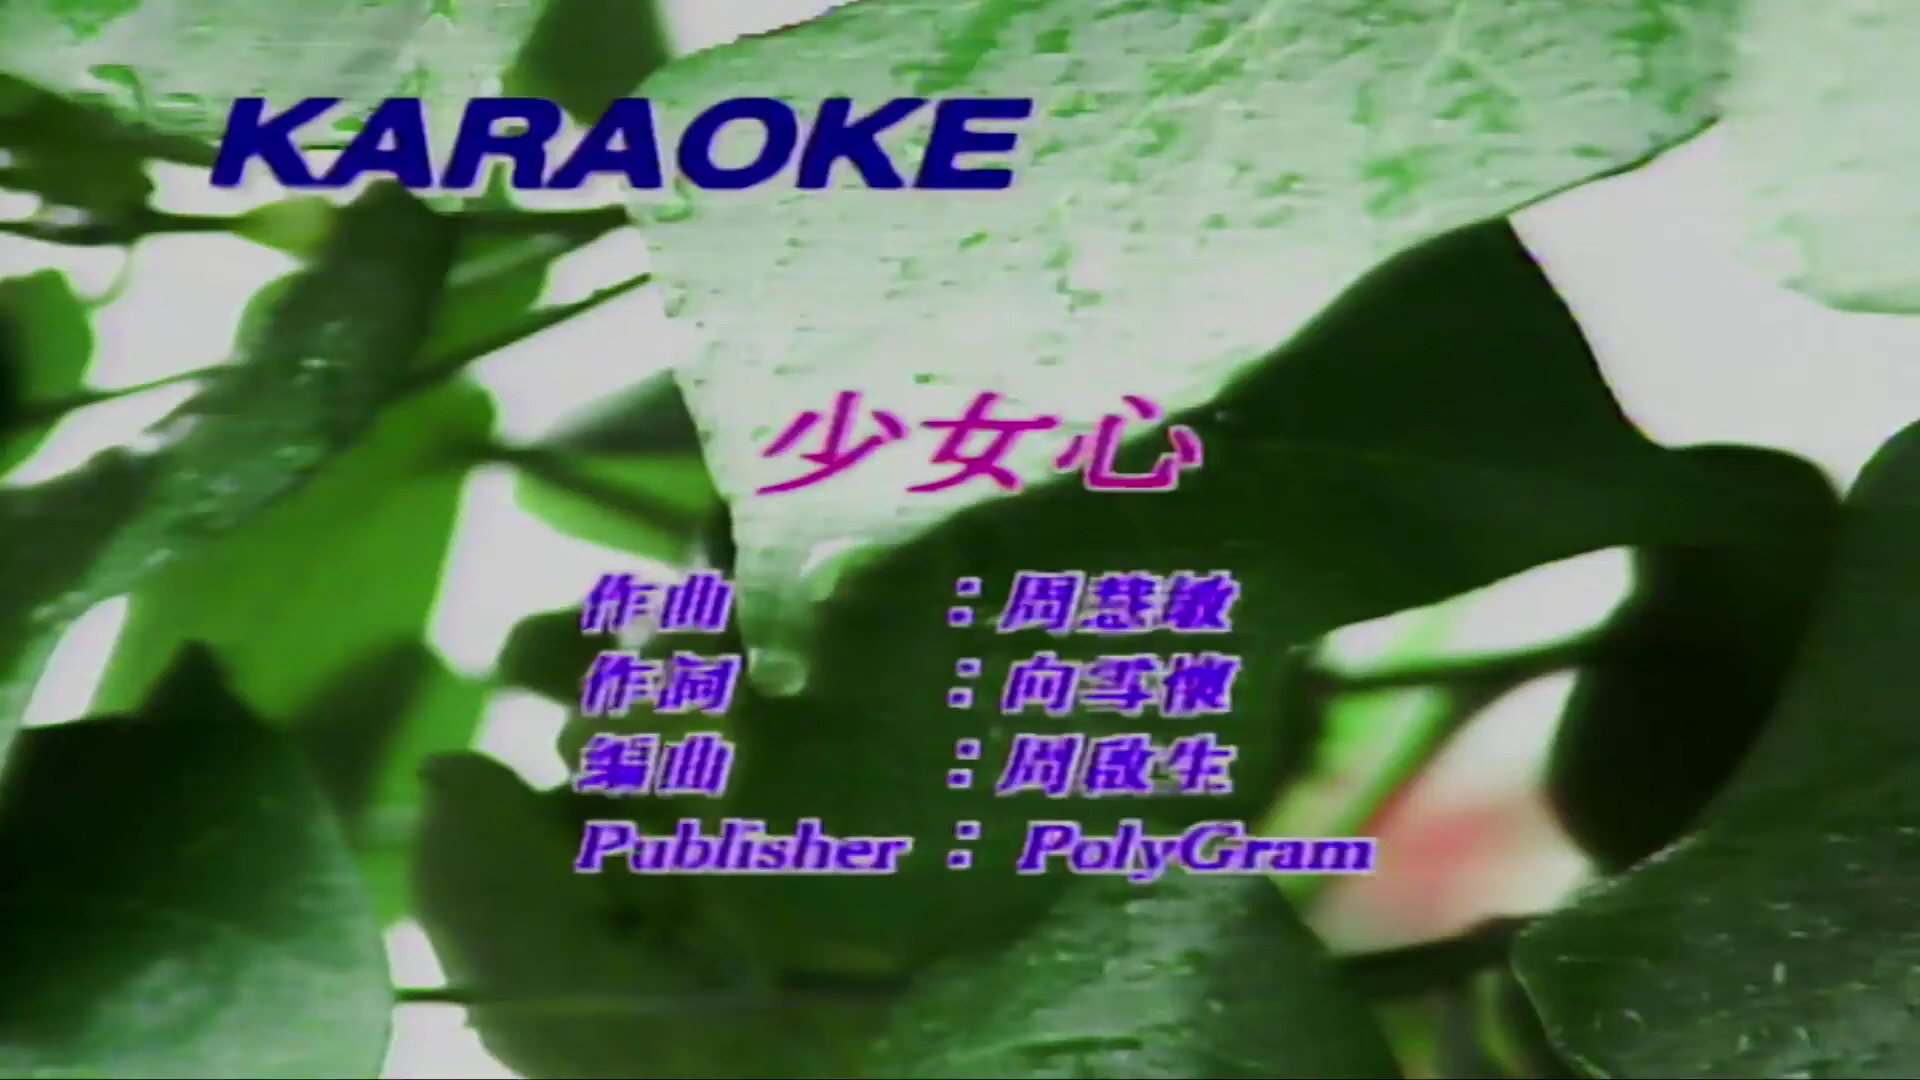 KARAOKE
少女心
作曲 : 周慧敏
作詞 : 向雪懷
編曲 : 周啟生
Publisher : PolyGram